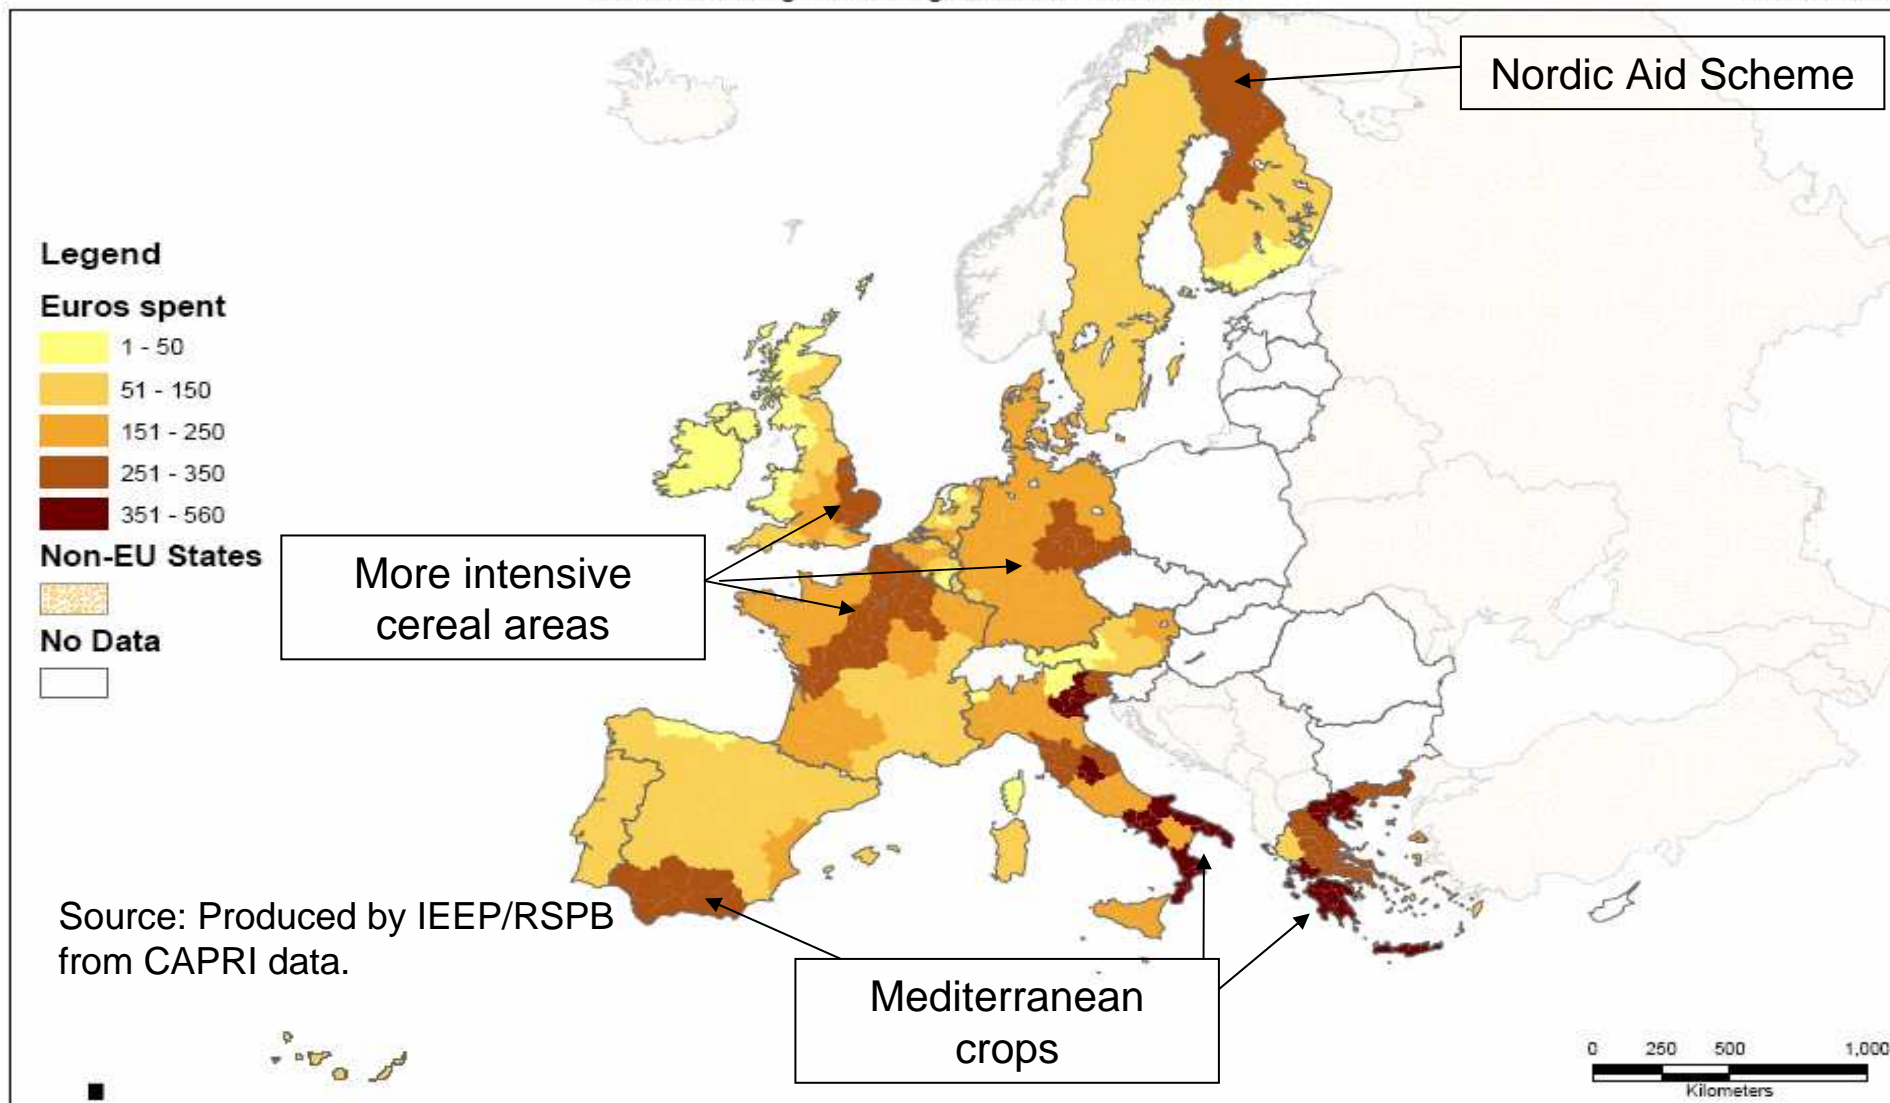 Nordic Aid Scheme
Legend
Euros spent
1 - 50
51 - 150
151 - 250
251 - 350
351 - 560
Non-EU States
No Data
More intensive
cereal areas
Source: Produced by IEEP/RSPB
from CAPRI data.
Mediterranean
crops
0 250 500 1,000
Kilometers